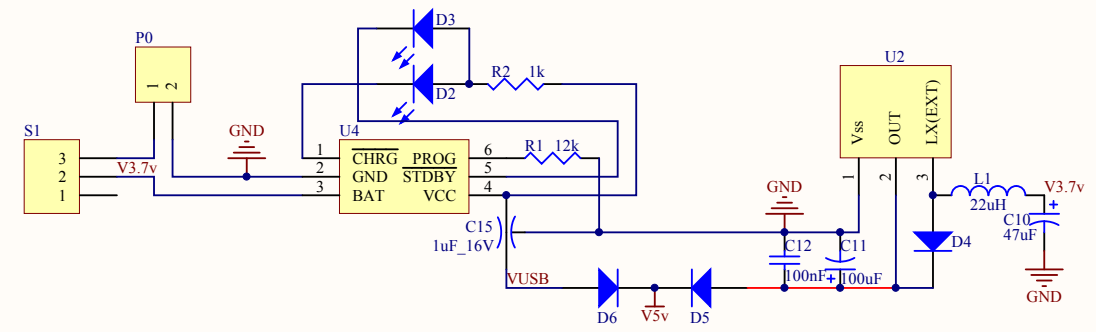 D3
P0
U2
R2 1k
1
2
D2
Vss
OUT
LX(EXT)
S1
GND
U4
3
V3.7v
2
1
1
2
3
CHRG
GND
BAT
PROG
STDBY
VCC
6
5
4
R1 12k
1
2
3
L1
22uH
V3.7v
GND
C10
47uF
C15
1uF_16V
C12
100nF
C11
100uF
D4
VUSB
D6
V5v
D5
GND
+
+